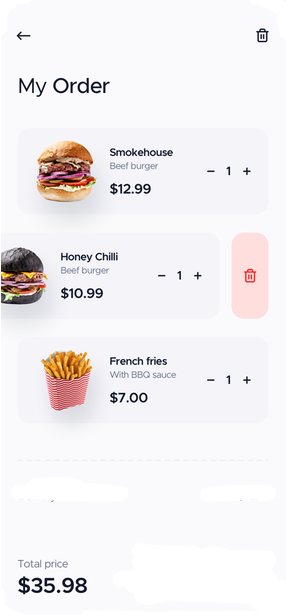 My Order
Smokehouse
Beef burger
$12.99
− 1 +
Honey Chilli
Beef burger
$10.99
− 1 +
French fries
With BBQ sauce
$7.00
− 1 +
Total price
$35.98